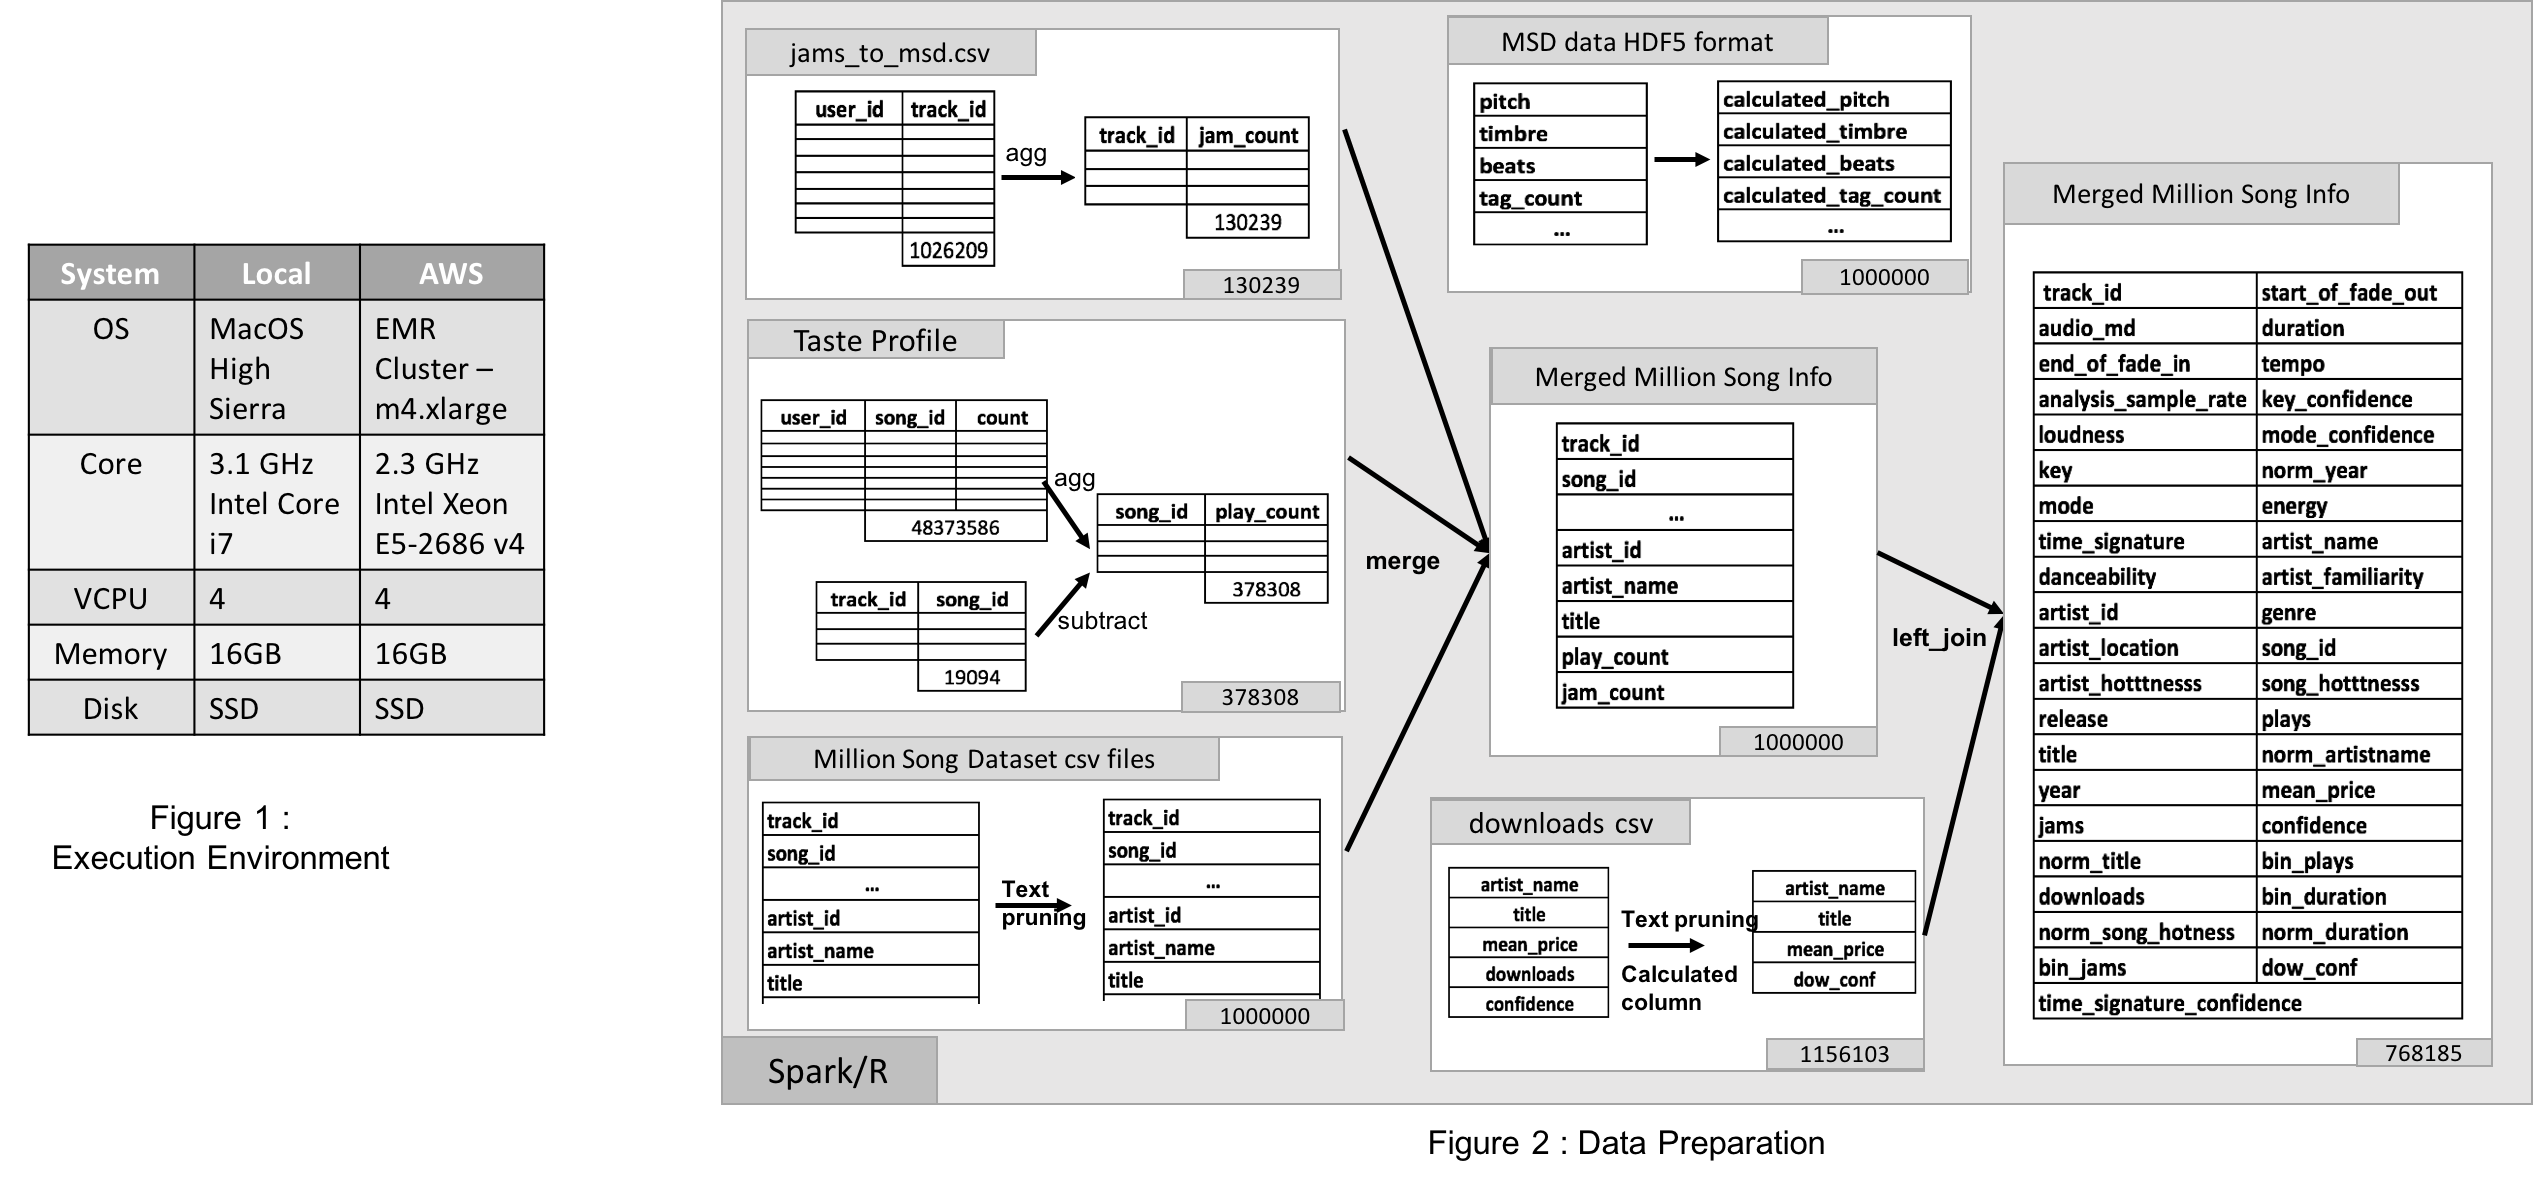 System Local AWS
OS MacOS EMR
High Cluster –
Sierra m4.xlarge
Core 3.1 GHz 2.3 GHz
Intel Core Intel Xeon
i7 E5-2686 v4
VCPU 4 4
Memory 16GB 16GB
Disk SSD SSD
Figure 1 :
Execution Environment
jams_to_msd.csv
user_id track_id
1026209
agg
track_id jam_count
130239
130239
Taste Profile
user_id song_id count
48373586
agg
track_id song_id
19094
subtract
song_id play_count
378308
378308
Million Song Dataset csv files
track_id
song_id
...
artist_id
artist_name
title
Text
pruning
track_id
song_id
...
artist_id
artist_name
title
1000000
Spark/R
MSD data HDF5 format
pitch
timbre
beats
tag_count
...
calculated_pitch
calculated_timbre
calculated_beats
calculated_tag_count
...
1000000
merge
Merged Million Song Info
track_id
song_id
...
artist_id
artist_name
title
play_count
jam_count
1000000
downloads csv
artist_name
title
mean_price
downloads
confidence
Text pruning
Calculated
column
artist_name
title
mean_price
dow_conf
1156103
left_join
Merged Million Song Info
track_id start_of_fade_out
audio_md duration
end_of_fade_in tempo
analysis_sample_rate key_confidence
loudness mode_confidence
key norm_year
mode energy
time_signature artist_name
danceability artist_familiarity
artist_id genre
artist_location song_id
artist_hotttnesss song_hotttnesss
release plays
title norm_artistname
year mean_price
jams confidence
norm_title bin_plays
downloads bin_duration
norm_song_hotness norm_duration
bin_jams dow_conf
time_signature_confidence
768185
Figure 2 : Data Preparation